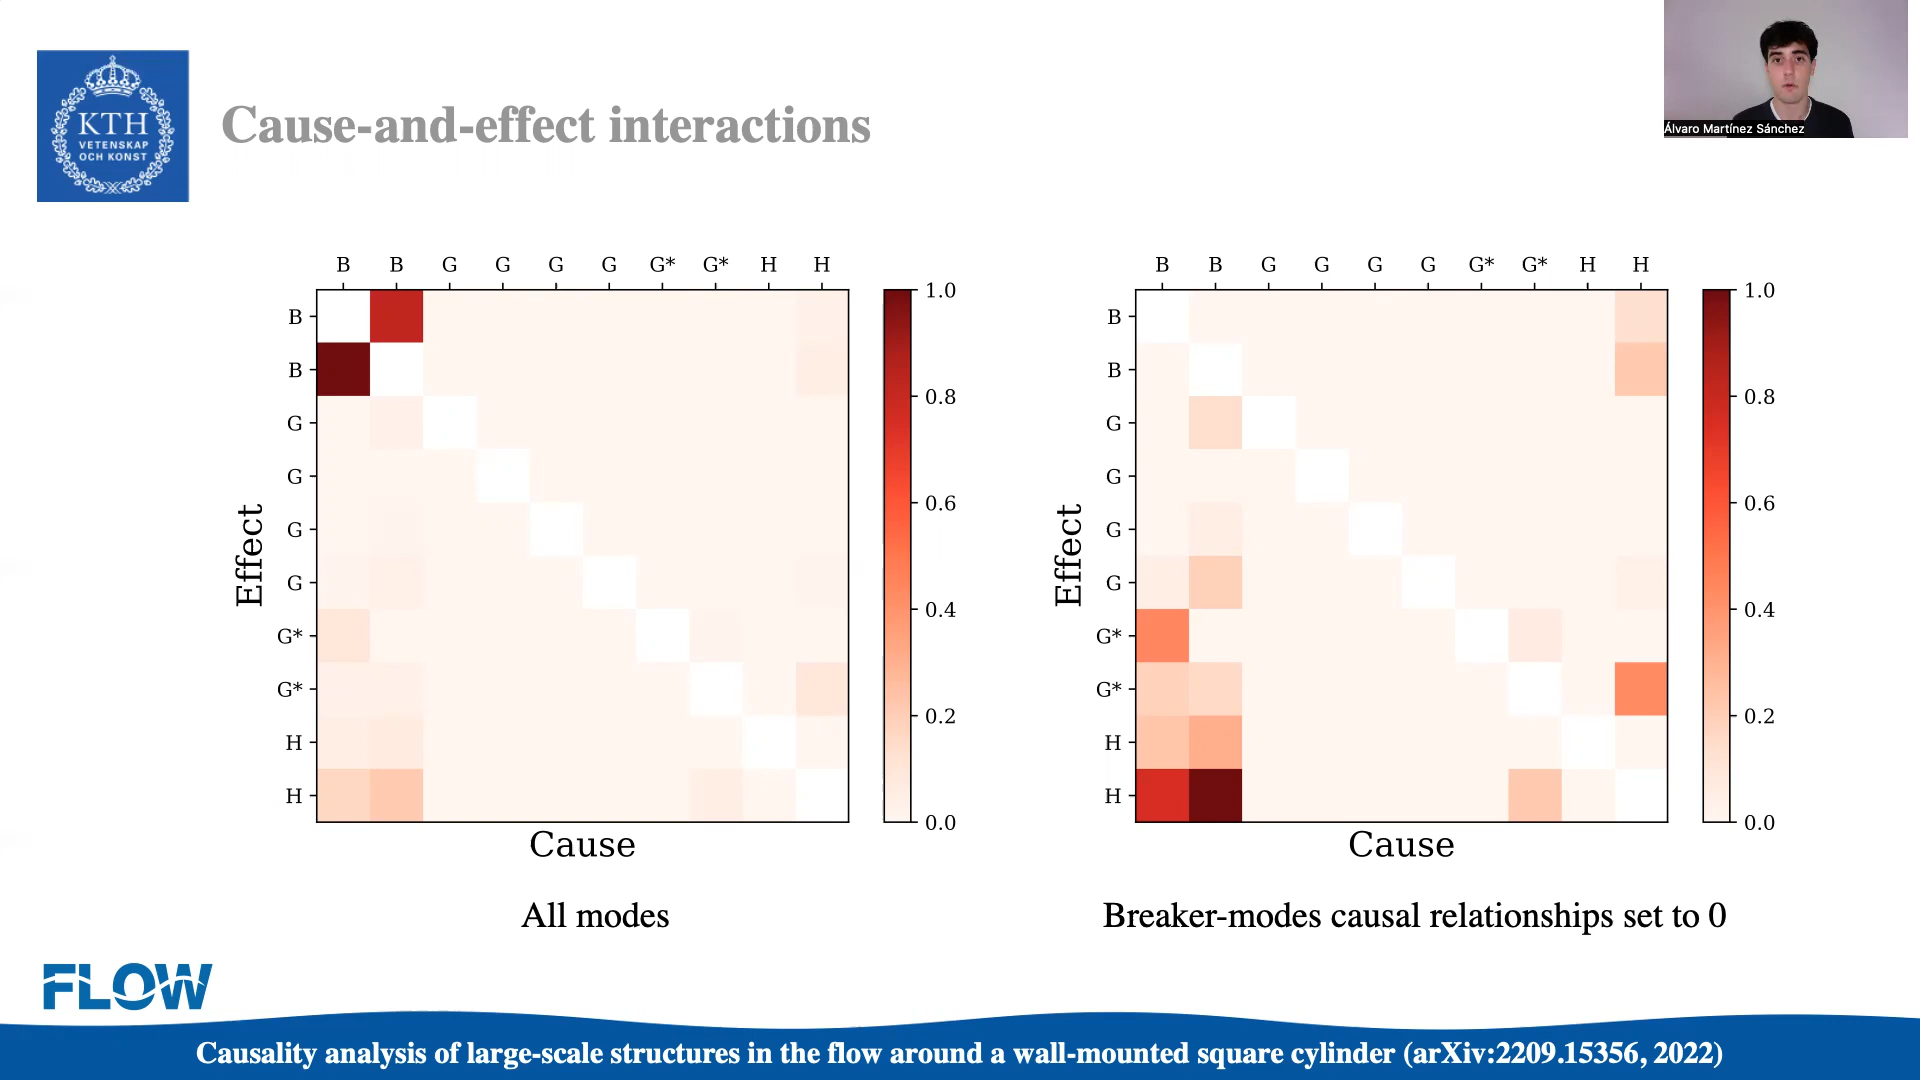 KTH
VETENSKAP
OCH KONST
Cause-and-effect interactions
Álvaro Martínez Sánchez
B B G G G G G* G* H H
B
B
G
G
G
G
G*
G*
H
H
Effect
Cause
1.0
0.8
0.6
0.4
0.2
0.0
All modes
B B G G G G G* G* H H
B
B
G
G
G
G
G*
G*
H
H
Effect
Cause
1.0
0.8
0.6
0.4
0.2
0.0
Breaker-modes causal relationships set to 0
FLOW
Causality analysis of large-scale structures in the flow around a wall-mounted square cylinder (arXiv:2209.15356, 2022)